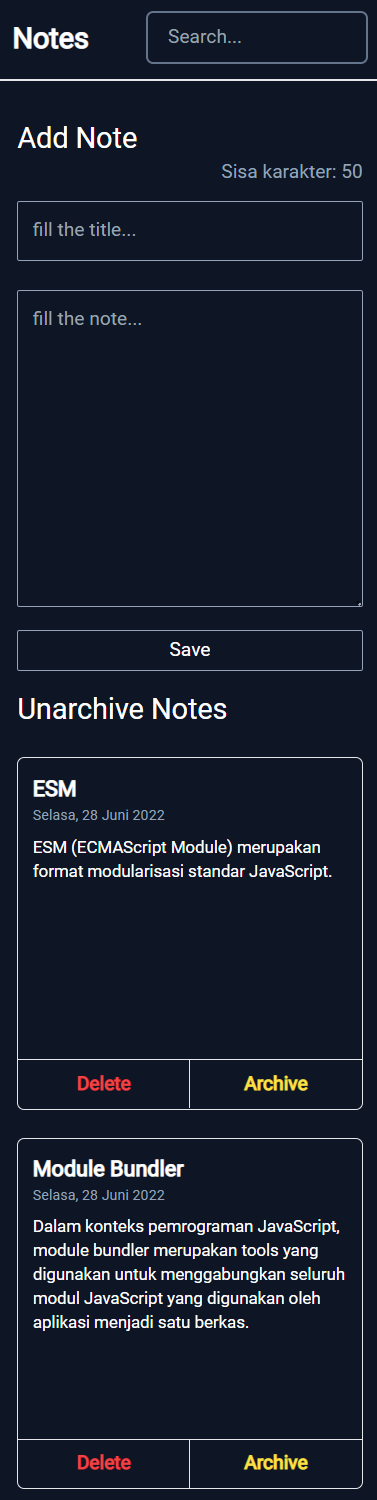 Notes
Search...
Add Note
Sisa karakter: 50
fill the title...
fill the note...
Save
Unarchive Notes
ESM
Selasa, 28 Juni 2022
ESM (ECMAScript Module) merupakan
format modularisasi standar JavaScript.
Delete
Archive
Module Bundler
Selasa, 28 Juni 2022
Dalam konteks pemrograman JavaScript,
module bundler merupakan tools yang
digunakan untuk menggabungkan seluruh
modul JavaScript yang digunakan oleh
aplikasi menjadi satu berkas.
Delete
Archive